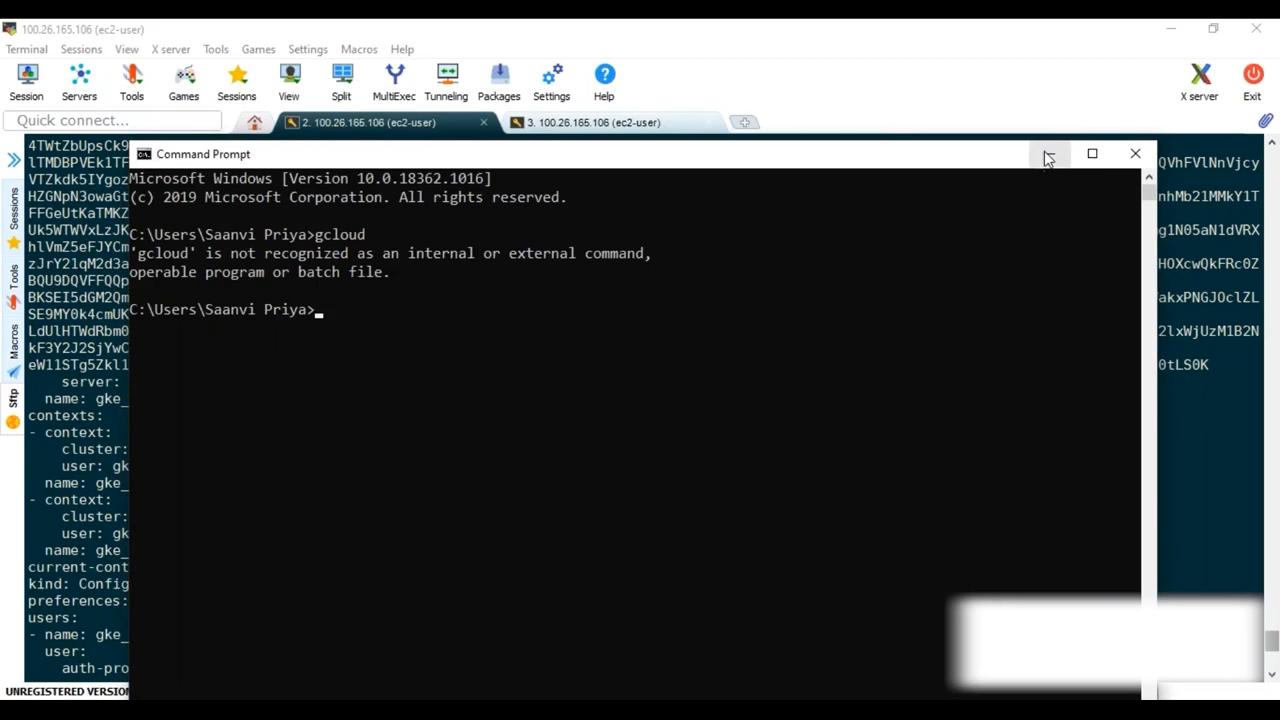 100.26.165.106 (ec2-user)
Terminal Sessions View X server Tools Games Settings Macros Help
Session Servers Tools Games Sessions View Split MultiExec Tunneling Packages Settings Help X server Exit
Quick connect...
2. 100.26.165.106 (ec2-user)
3. 100.26.165.106 (ec2-user)
Sessions
Tools
Macros
Sftp
Command Prompt
Microsoft Windows [Version 10.0.18362.1016]
(c) 2019 Microsoft Corporation. All rights reserved.
C:\Users\Saanvi Priya>gcloud
'gcloud' is not recognized as an internal or external command,
operable program or batch file.
C:\Users\Saanvi Priya>
server:
name: gke_
contexts:
- context:
cluster:
user: gk
name: gke_
- context:
cluster:
user: gk
name: gke_
current-cont
kind: Config
preferences:
users:
- name: gke_
user:
auth-pro
UNREGISTERED VERSION